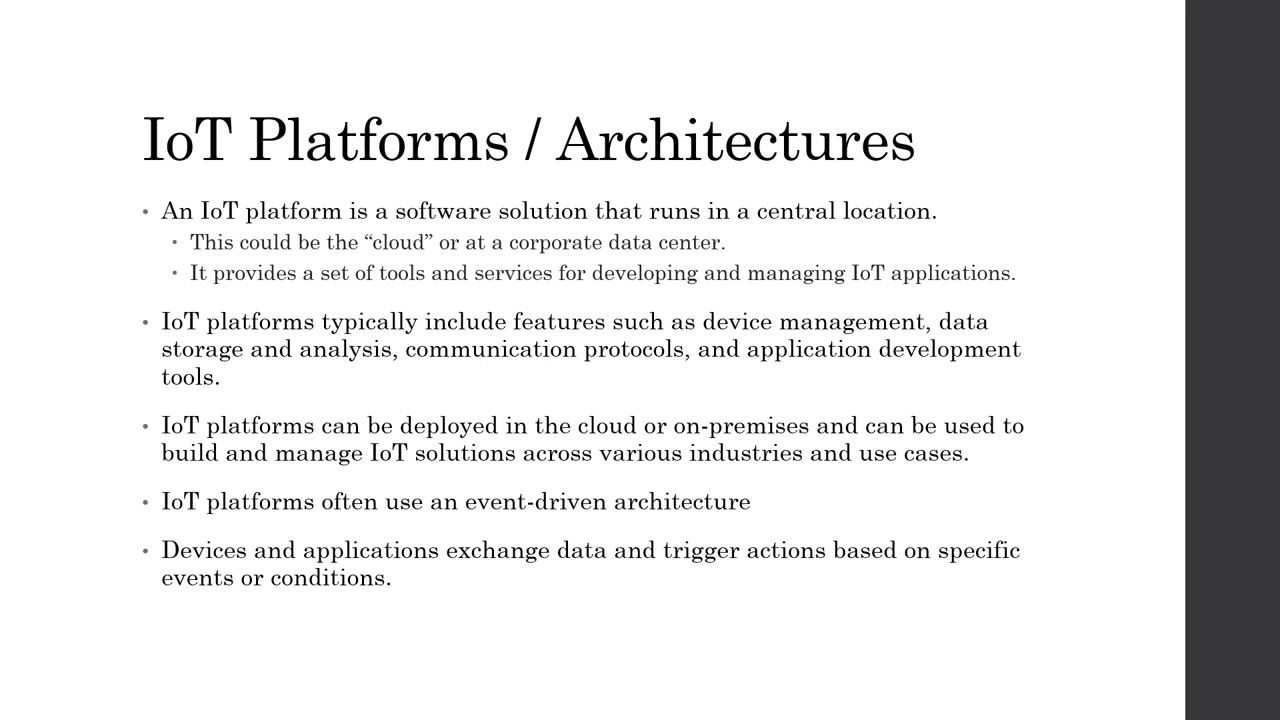 IoT Platforms / Architectures
• An IoT platform is a software solution that runs in a central location.
• This could be the “cloud” or at a corporate data center.
• It provides a set of tools and services for developing and managing IoT applications.
• IoT platforms typically include features such as device management, data
storage and analysis, communication protocols, and application development
tools.
• IoT platforms can be deployed in the cloud or on-premises and can be used to
build and manage IoT solutions across various industries and use cases.
• IoT platforms often use an event-driven architecture
• Devices and applications exchange data and trigger actions based on specific
events or conditions.